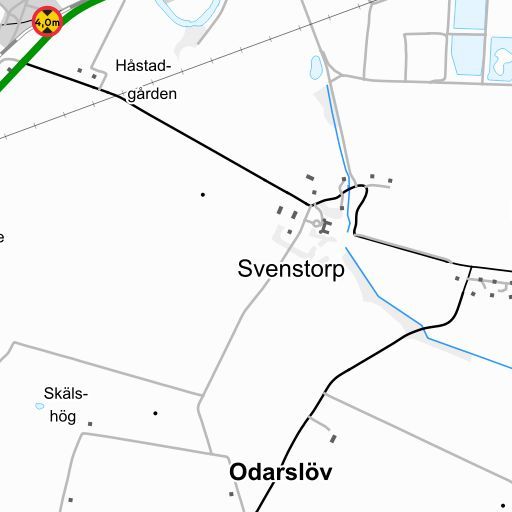 4,0m
Håstad-
gården
e
Svenstorp
Skäls-
hög
Odarslöv